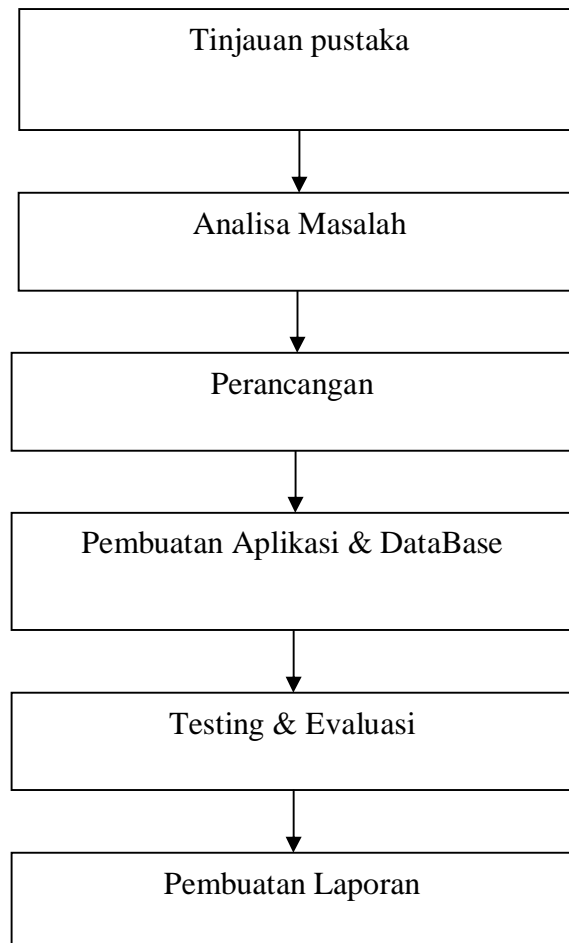 Tinjauan pustaka
Analisa Masalah
Perancangan
Pembuatan Aplikasi & DataBase
Testing & Evaluasi
Pembuatan Laporan